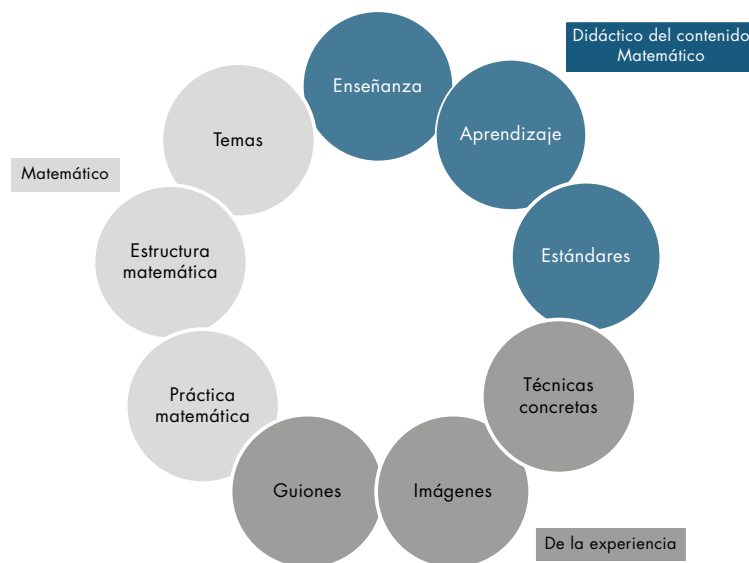 Didáctico del contenido
Matemático
Enseñanza
Aprendizaje
Temas
Matemático
Estructura
matemática
Estándares
Práctica
matemática
Técnicas
concretas
Guiones
Imágenes
De la experiencia